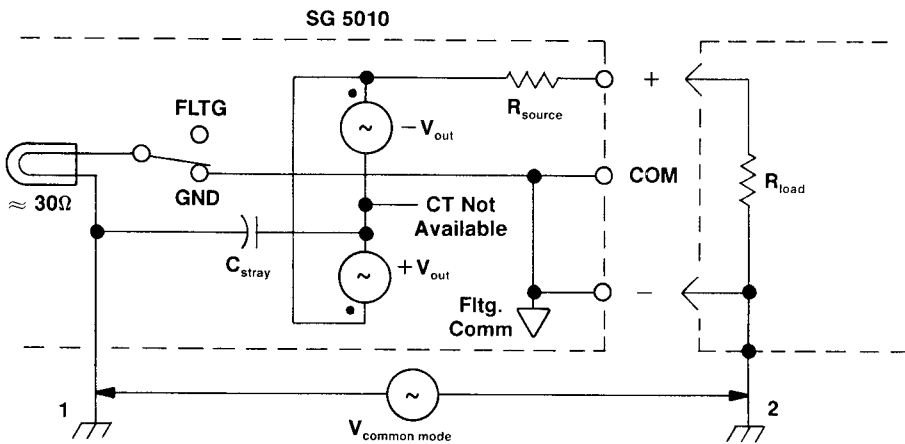 SG 5010
+
FLTG
R source
−V out
COM
GND
R load
≈ 30Ω
CT Not
Available
C stray
+V out
−
Fltg.
Comm
1
2
V common mode